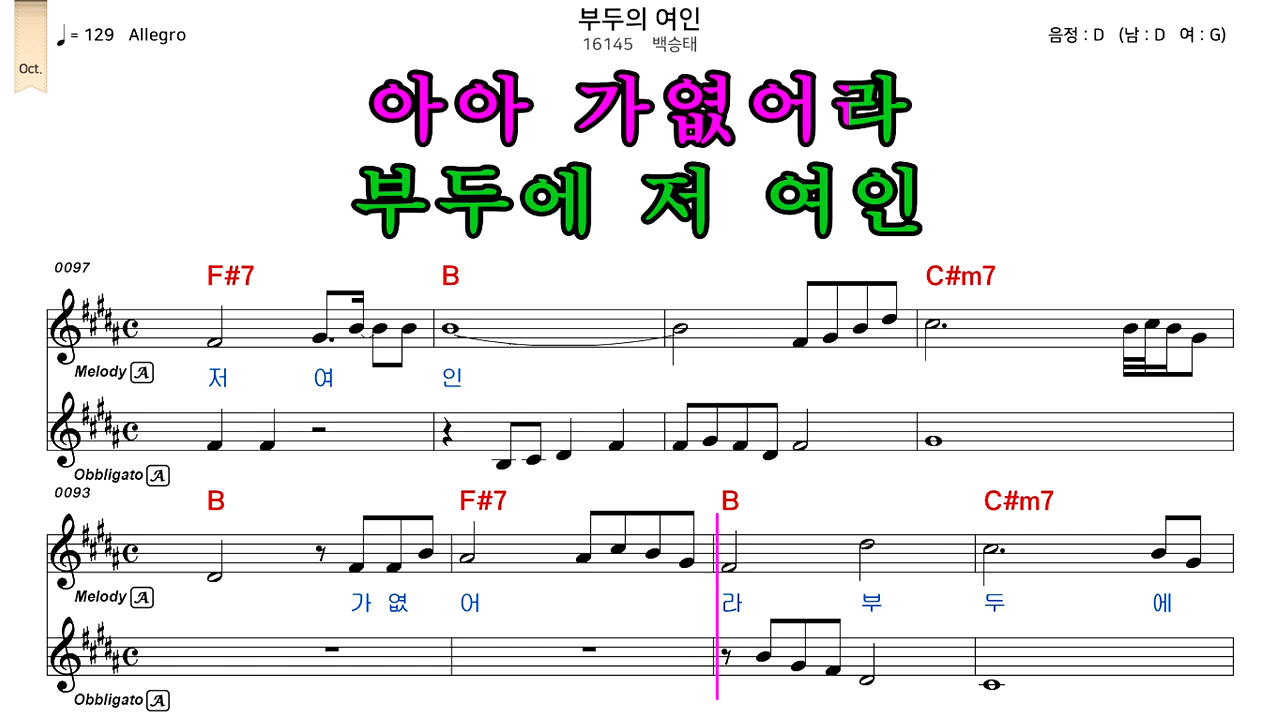 부두의 여인
Oct.
♩= 129 Allegro
16145 백승태
음정 : D (남 : D 여 : G)
아아 가엾어라
부두에 저 여인
0097
F#7 B C#m7
Melody A
저 여 인
Obbligato A
0093
B F#7 B C#m7
Melody A
가 엾 어 라 부 두 에
Obbligato A